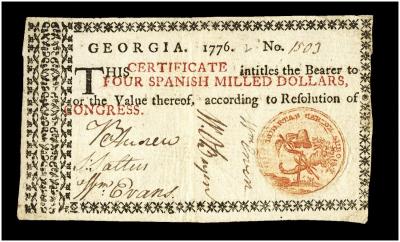 GEORGIA. 1776. No. 1503
THIS CERTIFICATE intitles the Bearer to
FOUR SPANISH MILLED DOLLARS,
or the Value thereof, according to Resolution of
CONGRESS.
Wm Evans.